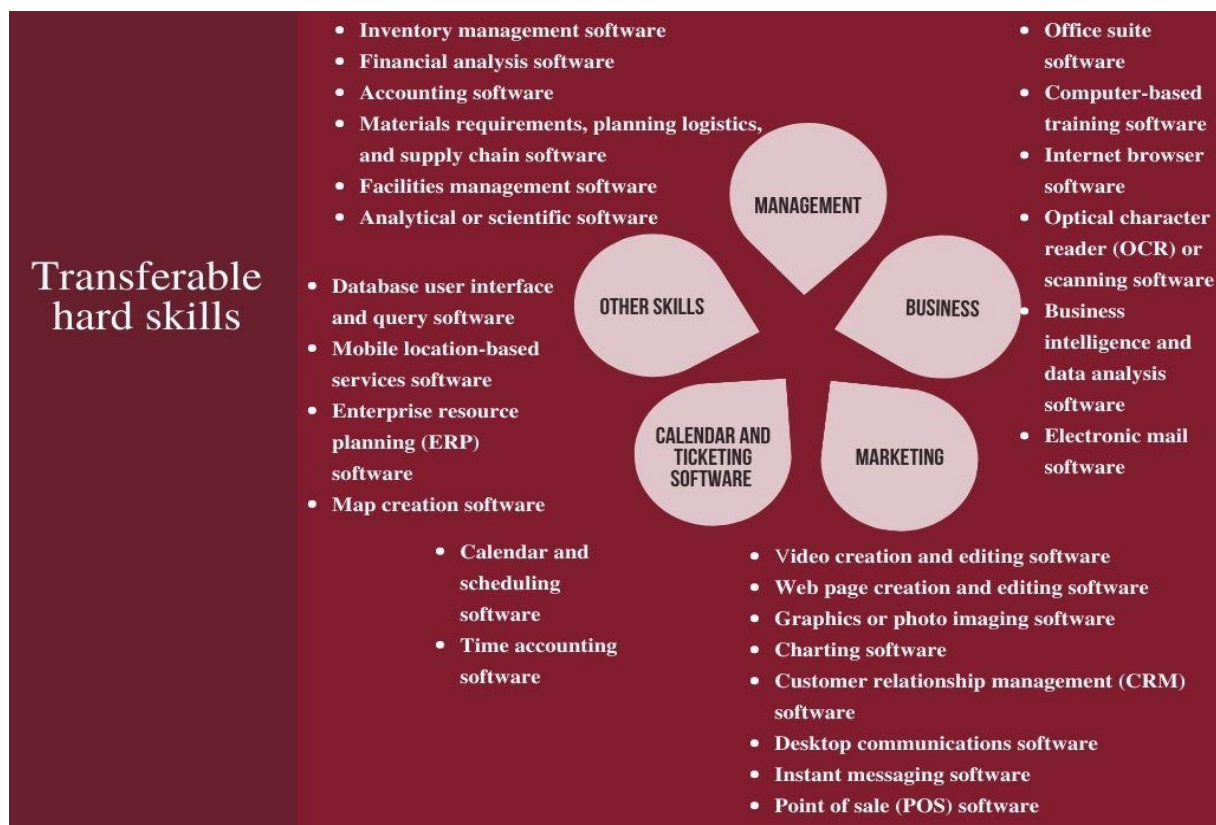 Transferable
hard skills
• Inventory management software
• Financial analysis software
• Accounting software
• Materials requirements, planning logistics,
and supply chain software
• Facilities management software
• Analytical or scientific software
• Database user interface
and query software
• Mobile location-based
services software
• Enterprise resource
planning (ERP)
software
• Map creation software
• Calendar and
scheduling
software
• Time accounting
software
MANAGEMENT
OTHER SKILLS
BUSINESS
CALENDAR AND
TICKETING
SOFTWARE
MARKETING
• Office suite
software
• Computer-based
training software
• Internet browser
software
• Optical character
reader (OCR) or
scanning software
• Business
intelligence and
data analysis
software
• Electronic mail
software
• Video creation and editing software
• Web page creation and editing software
• Graphics or photo imaging software
• Charting software
• Customer relationship management (CRM)
software
• Desktop communications software
• Instant messaging software
• Point of sale (POS) software